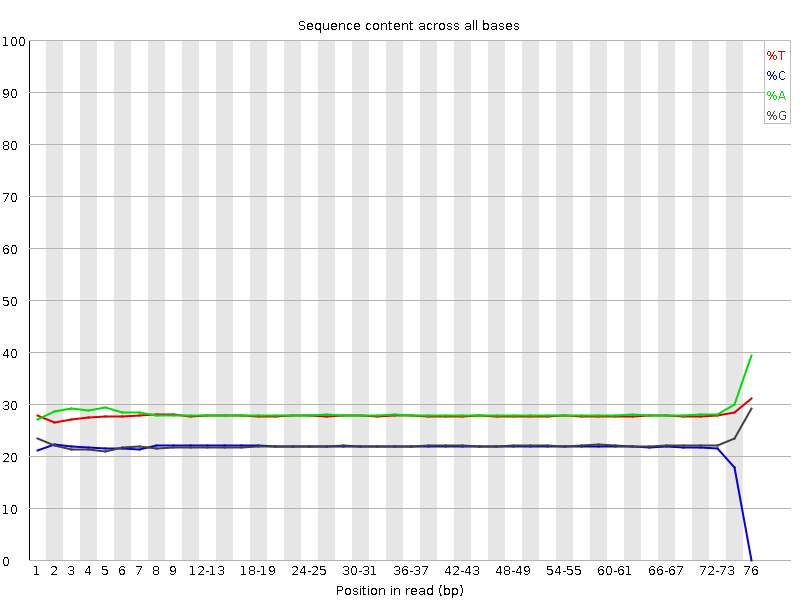 Sequence content across all bases
100
90
80
70
60
50
40
30
20
10
0
%T
%C
%A
%G
1 2 3 4 5 6 7 8 9 12-13 18-19 24-25 30-31 36-37 42-43 48-49 54-55 60-61 66-67 72-73 76
Position in read (bp)